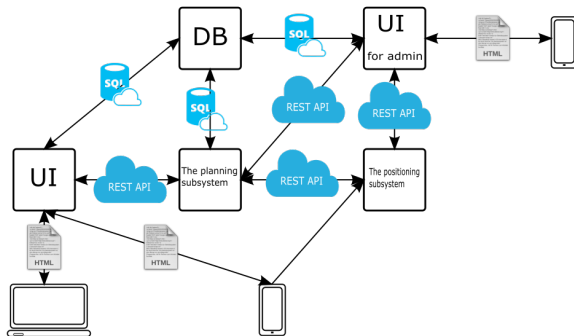 DB
SQL
UI
for admin
HTML
SQL
SQL
REST API
REST API
UI
REST API
The planning
subsystem
REST API
The positioning
subsystem
HTML
HTML